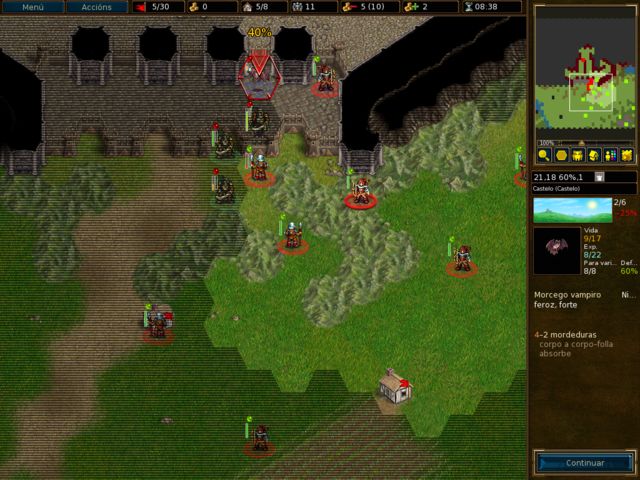 Menú Accións 5/30 0 5/8 11 5 (10) 2 08:38
40%
100%
21,18 60%,1
Castelo (Castelo)
2/6
-25%
Vida
9/17
Exp.
8/22
Para vari... Def...
8/8 60%
Morcego vampiro Ni...
feroz, forte
4–2 mordeduras
corpo a corpo–folla
absorbe
Continuar